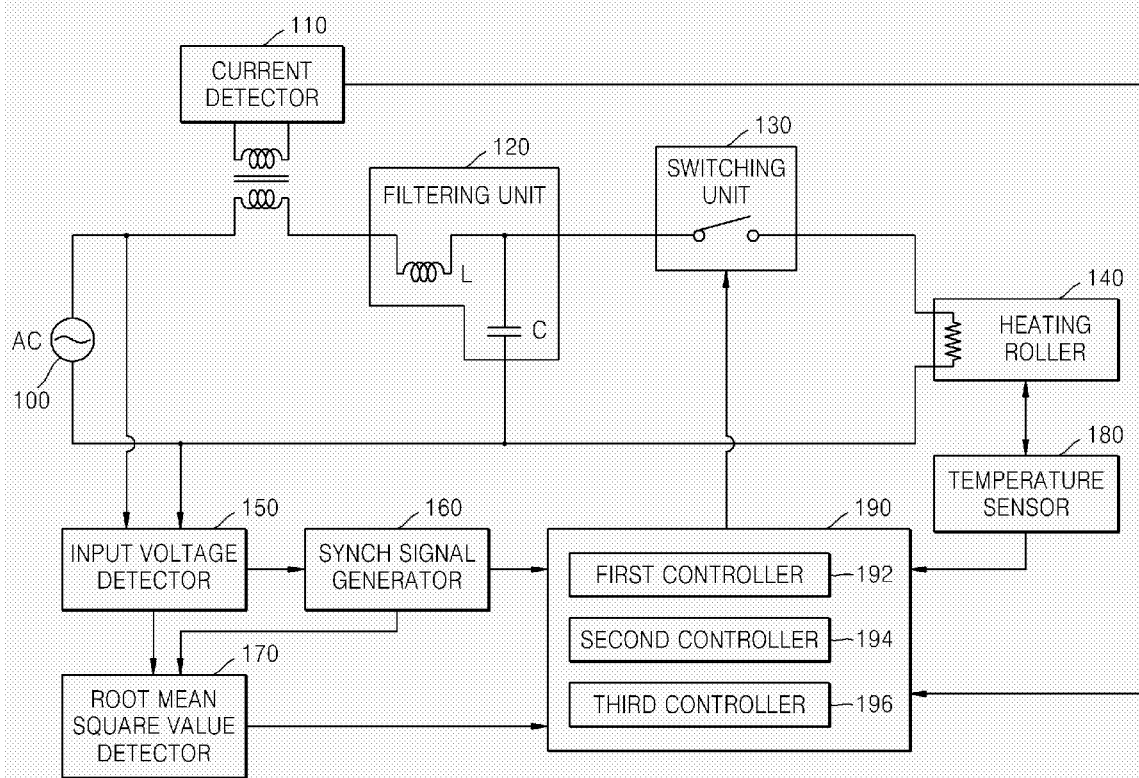 110
CURRENT
DETECTOR
120
FILTERING UNIT
L
C
130
SWITCHING
UNIT
140
HEATING
ROLLER
AC
100
180
TEMPERATURE
SENSOR
150
INPUT VOLTAGE
DETECTOR
160
SYNCH SIGNAL
GENERATOR
190
FIRST CONTROLLER
192
SECOND CONTROLLER
194
THIRD CONTROLLER
196
170
ROOT MEAN
SQUARE VALUE
DETECTOR